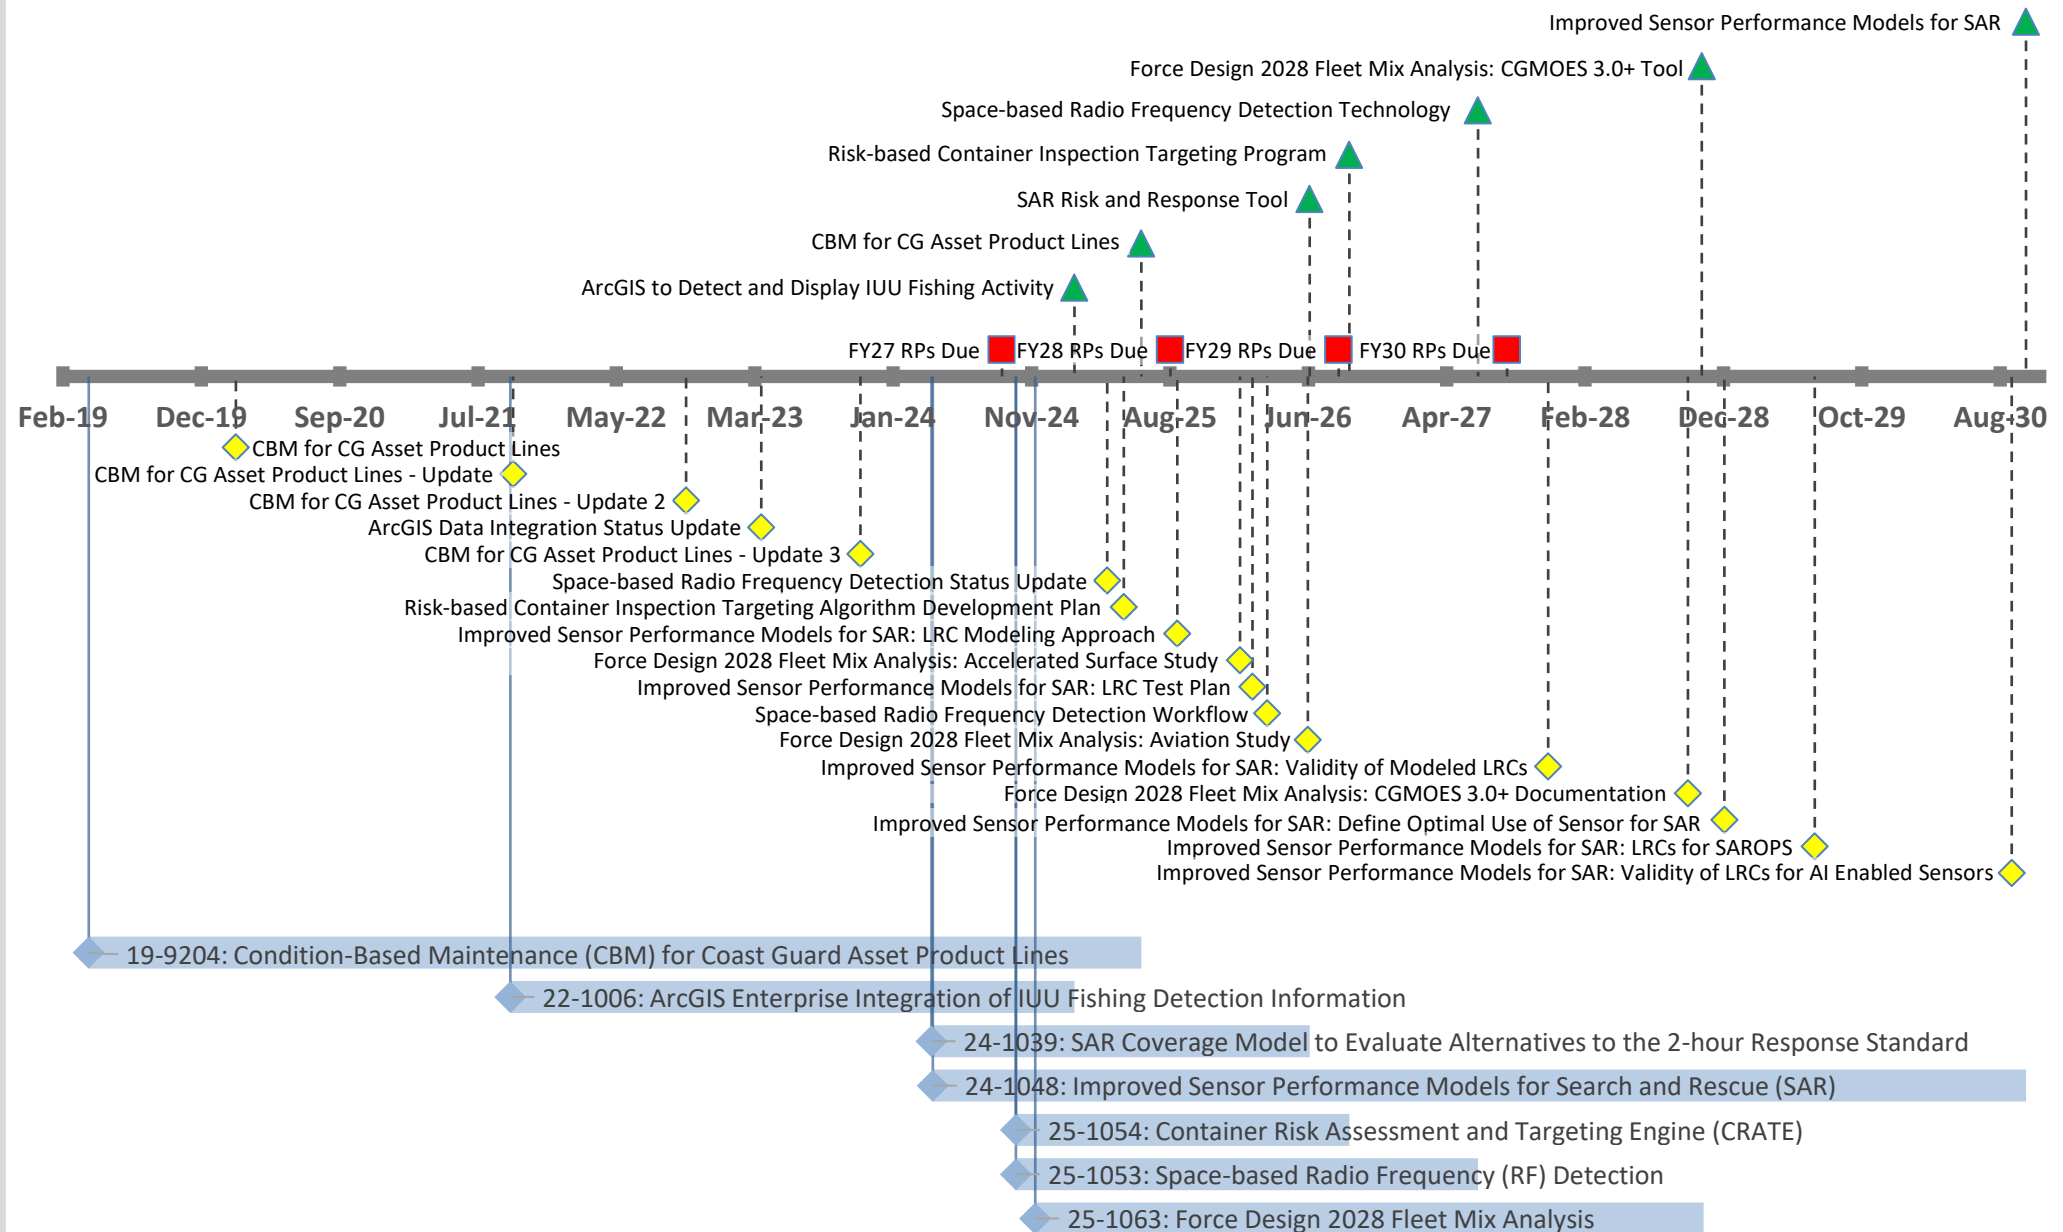 Improved Sensor Performance Models for SAR
Force Design 2028 Fleet Mix Analysis: CGMOES 3.0+ Tool
Space-based Radio Frequency Detection Technology
Risk-based Container Inspection Targeting Program
SAR Risk and Response Tool
CBM for CG Asset Product Lines
ArcGIS to Detect and Display IUU Fishing Activity
FY27 RPs Due FY28 RPs Due FY29 RPs Due FY30 RPs Due
Feb-19 Dec-19 Sep-20 Jul-21 May-22 Mar-23 Jan-24 Nov-24 Aug-25 Jun-26 Apr-27 Feb-28 Dec-28 Oct-29 Aug-30
CBM for CG Asset Product Lines
CBM for CG Asset Product Lines - Update
CBM for CG Asset Product Lines - Update 2
ArcGIS Data Integration Status Update
CBM for CG Asset Product Lines - Update 3
Space-based Radio Frequency Detection Status Update
Risk-based Container Inspection Targeting Algorithm Development Plan
Improved Sensor Performance Models for SAR: LRC Modeling Approach
Force Design 2028 Fleet Mix Analysis: Accelerated Surface Study
Improved Sensor Performance Models for SAR: LRC Test Plan
Space-based Radio Frequency Detection Workflow
Force Design 2028 Fleet Mix Analysis: Aviation Study
Improved Sensor Performance Models for SAR: Validity of Modeled LRCs
Force Design 2028 Fleet Mix Analysis: CGMOES 3.0+ Documentation
Improved Sensor Performance Models for SAR: Define Optimal Use of Sensor for SAR
Improved Sensor Performance Models for SAR: LRCs for SAROPS
Improved Sensor Performance Models for SAR: Validity of LRCs for AI Enabled Sensors
19-9204: Condition-Based Maintenance (CBM) for Coast Guard Asset Product Lines
22-1006: ArcGIS Enterprise Integration of IUU Fishing Detection Information
24-1039: SAR Coverage Model to Evaluate Alternatives to the 2-hour Response Standard
24-1048: Improved Sensor Performance Models for Search and Rescue (SAR)
25-1054: Container Risk Assessment and Targeting Engine (CRATE)
25-1053: Space-based Radio Frequency (RF) Detection
25-1063: Force Design 2028 Fleet Mix Analysis